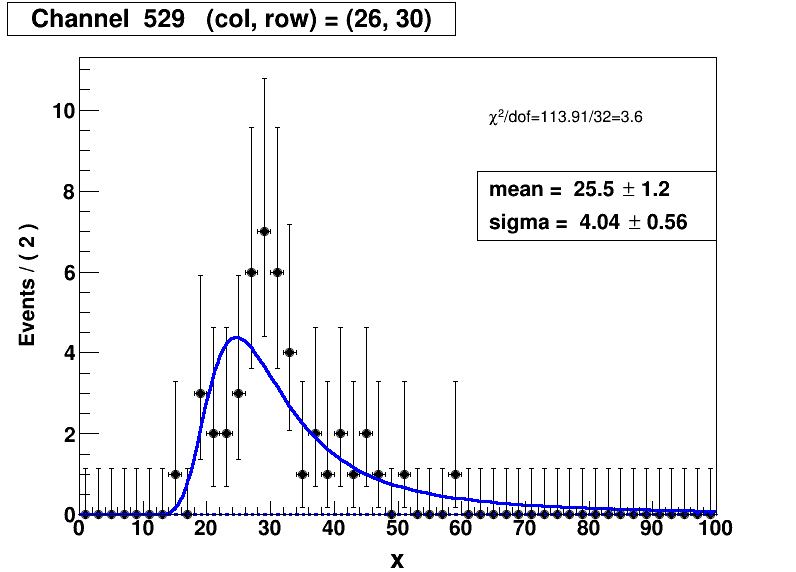 Channel  529   (col, row) = (26, 30)
χ²/dof=113.91/32=3.6
mean =  25.5 ± 1.2
sigma =  4.04 ± 0.56
Events / ( 2 )
10
8
6
4
2
0
0 10 20 30 40 50 60 70 80 90 100
x